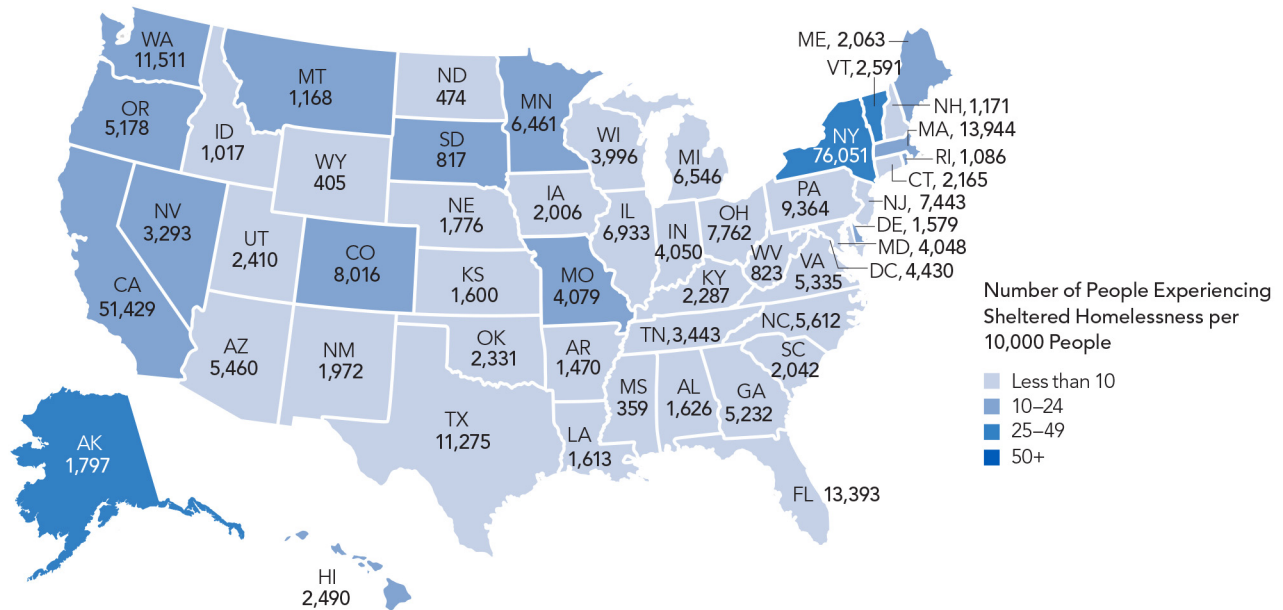 WA
11,511
MT
1,168
ND
474
MN
6,461
OR
5,178
ID
1,017
WY
405
SD
817
WI
3,996
MI
6,546
NY
76,051
ME, 2,063
VT,2,591
NH, 1,171
MA, 13,944
RI, 1,086
CT, 2,165
NJ, 7,443
DE, 1,579
MD, 4,048
DC, 4,430
PA
9,364
NV
3,293
UT
2,410
CO
8,016
NE
1,776
IA
2,006
IL
6,933
IN
4,050
OH
7,762
WV
823
VA
5,335
CA
51,429
KS
1,600
MO
4,079
KY
2,287
AZ
5,460
NM
1,972
OK
2,331
AR
1,470
TN,3,443
NC,5,612
SC
2,042
MS
359
AL
1,626
GA
5,232
TX
11,275
LA
1,613
FL 13,393
AK
1,797
HI
2,490
Number of People Experiencing
Sheltered Homelessness per
10,000 People
Less than 10
10–24
25–49
50+